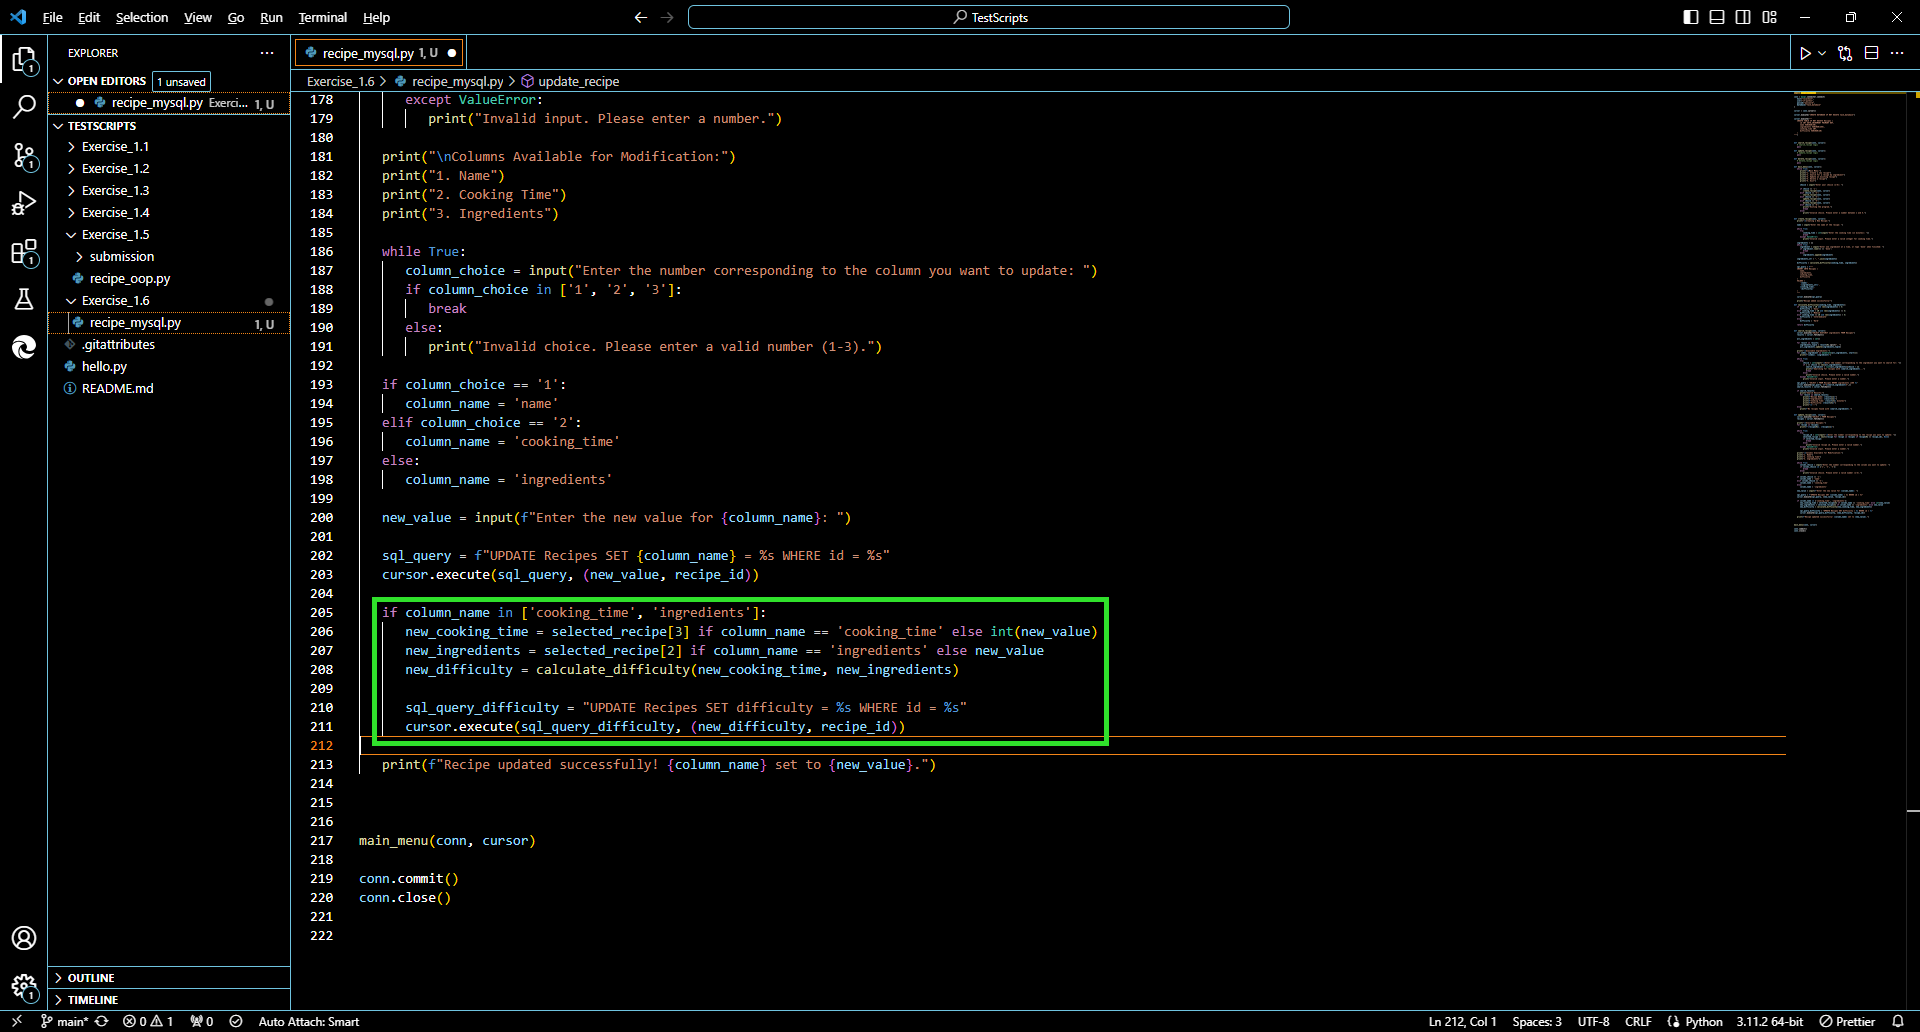 File Edit Selection View Go Run Terminal Help
TestScripts
EXPLORER
OPEN EDITORS 1 unsaved
recipe_mysql.py Exerci... 1, U
TESTSCRIPTS
Exercise_1.1
Exercise_1.2
Exercise_1.3
Exercise_1.4
Exercise_1.5
submission
recipe_oop.py
Exercise_1.6
recipe_mysql.py 1, U
.gitattributes
hello.py
README.md
OUTLINE
TIMELINE
1
1
1
1
recipe_mysql.py 1, U
Exercise_1.6 > recipe_mysql.py > update_recipe
178 except ValueError:
179 print("Invalid input. Please enter a number.")
180
181 print("\nColumns Available for Modification:")
182 print("1. Name")
183 print("2. Cooking Time")
184 print("3. Ingredients")
185
186 while True:
187 column_choice = input("Enter the number corresponding to the column you want to update: ")
188 if column_choice in ['1', '2', '3']:
189 break
190 else:
191 print("Invalid choice. Please enter a valid number (1-3).")
192
193 if column_choice == '1':
194 column_name = 'name'
195 elif column_choice == '2':
196 column_name = 'cooking_time'
197 else:
198 column_name = 'ingredients'
199
200 new_value = input(f"Enter the new value for {column_name}: ")
201
202 sql_query = f"UPDATE Recipes SET {column_name} = %s WHERE id = %s"
203 cursor.execute(sql_query, (new_value, recipe_id))
204
205 if column_name in ['cooking_time', 'ingredients']:
206 new_cooking_time = selected_recipe[3] if column_name == 'cooking_time' else int(new_value)
207 new_ingredients = selected_recipe[2] if column_name == 'ingredients' else new_value
208 new_difficulty = calculate_difficulty(new_cooking_time, new_ingredients)
209
210 sql_query_difficulty = "UPDATE Recipes SET difficulty = %s WHERE id = %s"
211 cursor.execute(sql_query_difficulty, (new_difficulty, recipe_id))
212
213 print(f"Recipe updated successfully! {column_name} set to {new_value}.")
214
215
216
217 main_menu(conn, cursor)
218
219 conn.commit()
220 conn.close()
221
222
main* 0 1 0 Auto Attach: Smart Ln 212, Col 1 Spaces: 3 UTF-8 CRLF Python 3.11.2 64-bit Prettier